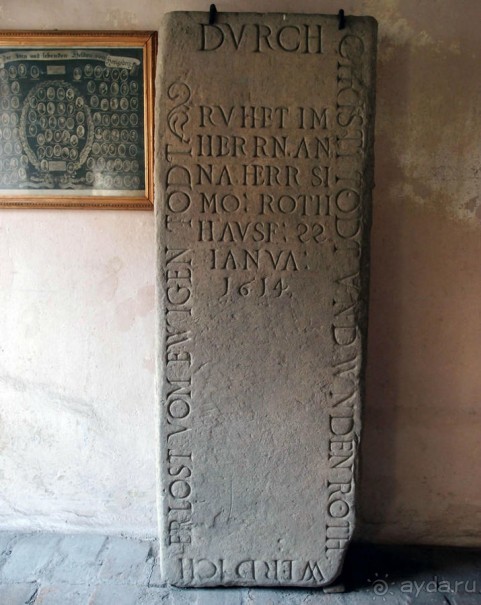 DVRCH
CHRISTI TODT VND WVNDEN ROTH
WERD ICH
ERLOST VOM EWIGEN TODT
RVHET IM
HERRN. AN
NA. HERR SI
MO: ROTH
HAVSE: 22
IANVA:
1614.
ayda.ru